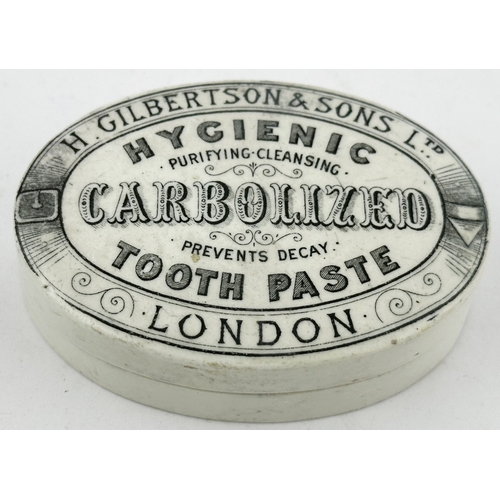 H. GILBERTSON & SONS LTD.
HYGIENIC
PURIFYING · CLEANSING ·
CARBOLIZED
· PREVENTS DECAY ·
TOOTH PASTE
· LONDON ·